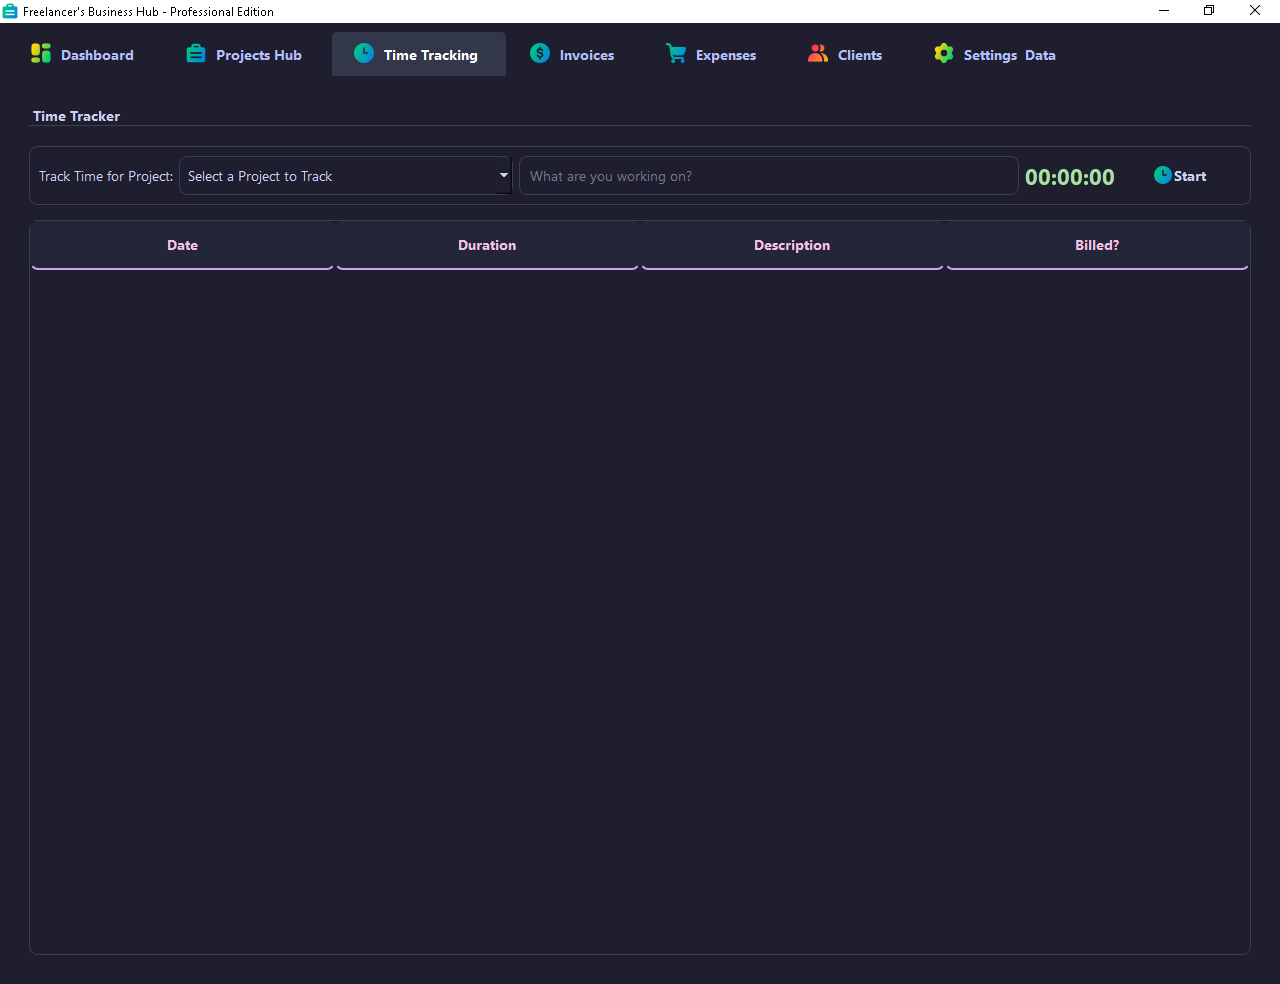 Freelancer's Business Hub - Professional Edition
Dashboard Projects Hub Time Tracking Invoices Expenses Clients Settings Data
Time Tracker
Track Time for Project: Select a Project to Track What are you working on? 00:00:00 Start
Date Duration Description Billed?